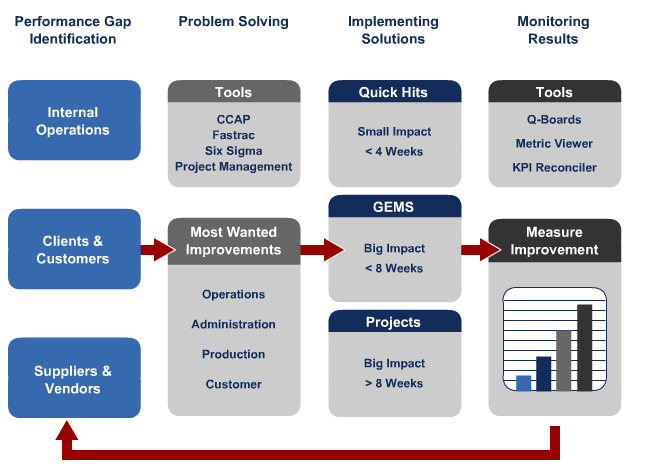 Performance Gap
Identification
Problem Solving
Implementing
Solutions
Monitoring
Results
Internal
Operations
Clients &
Customers
Suppliers &
Vendors
Tools
CCAP
Fastrac
Six Sigma
Project Management
Most Wanted
Improvements
Operations
Administration
Production
Customer
Quick Hits
Small Impact
< 4 Weeks
GEMS
Big Impact
< 8 Weeks
Projects
Big Impact
> 8 Weeks
Tools
Q-Boards
Metric Viewer
KPI Reconciler
Measure
Improvement